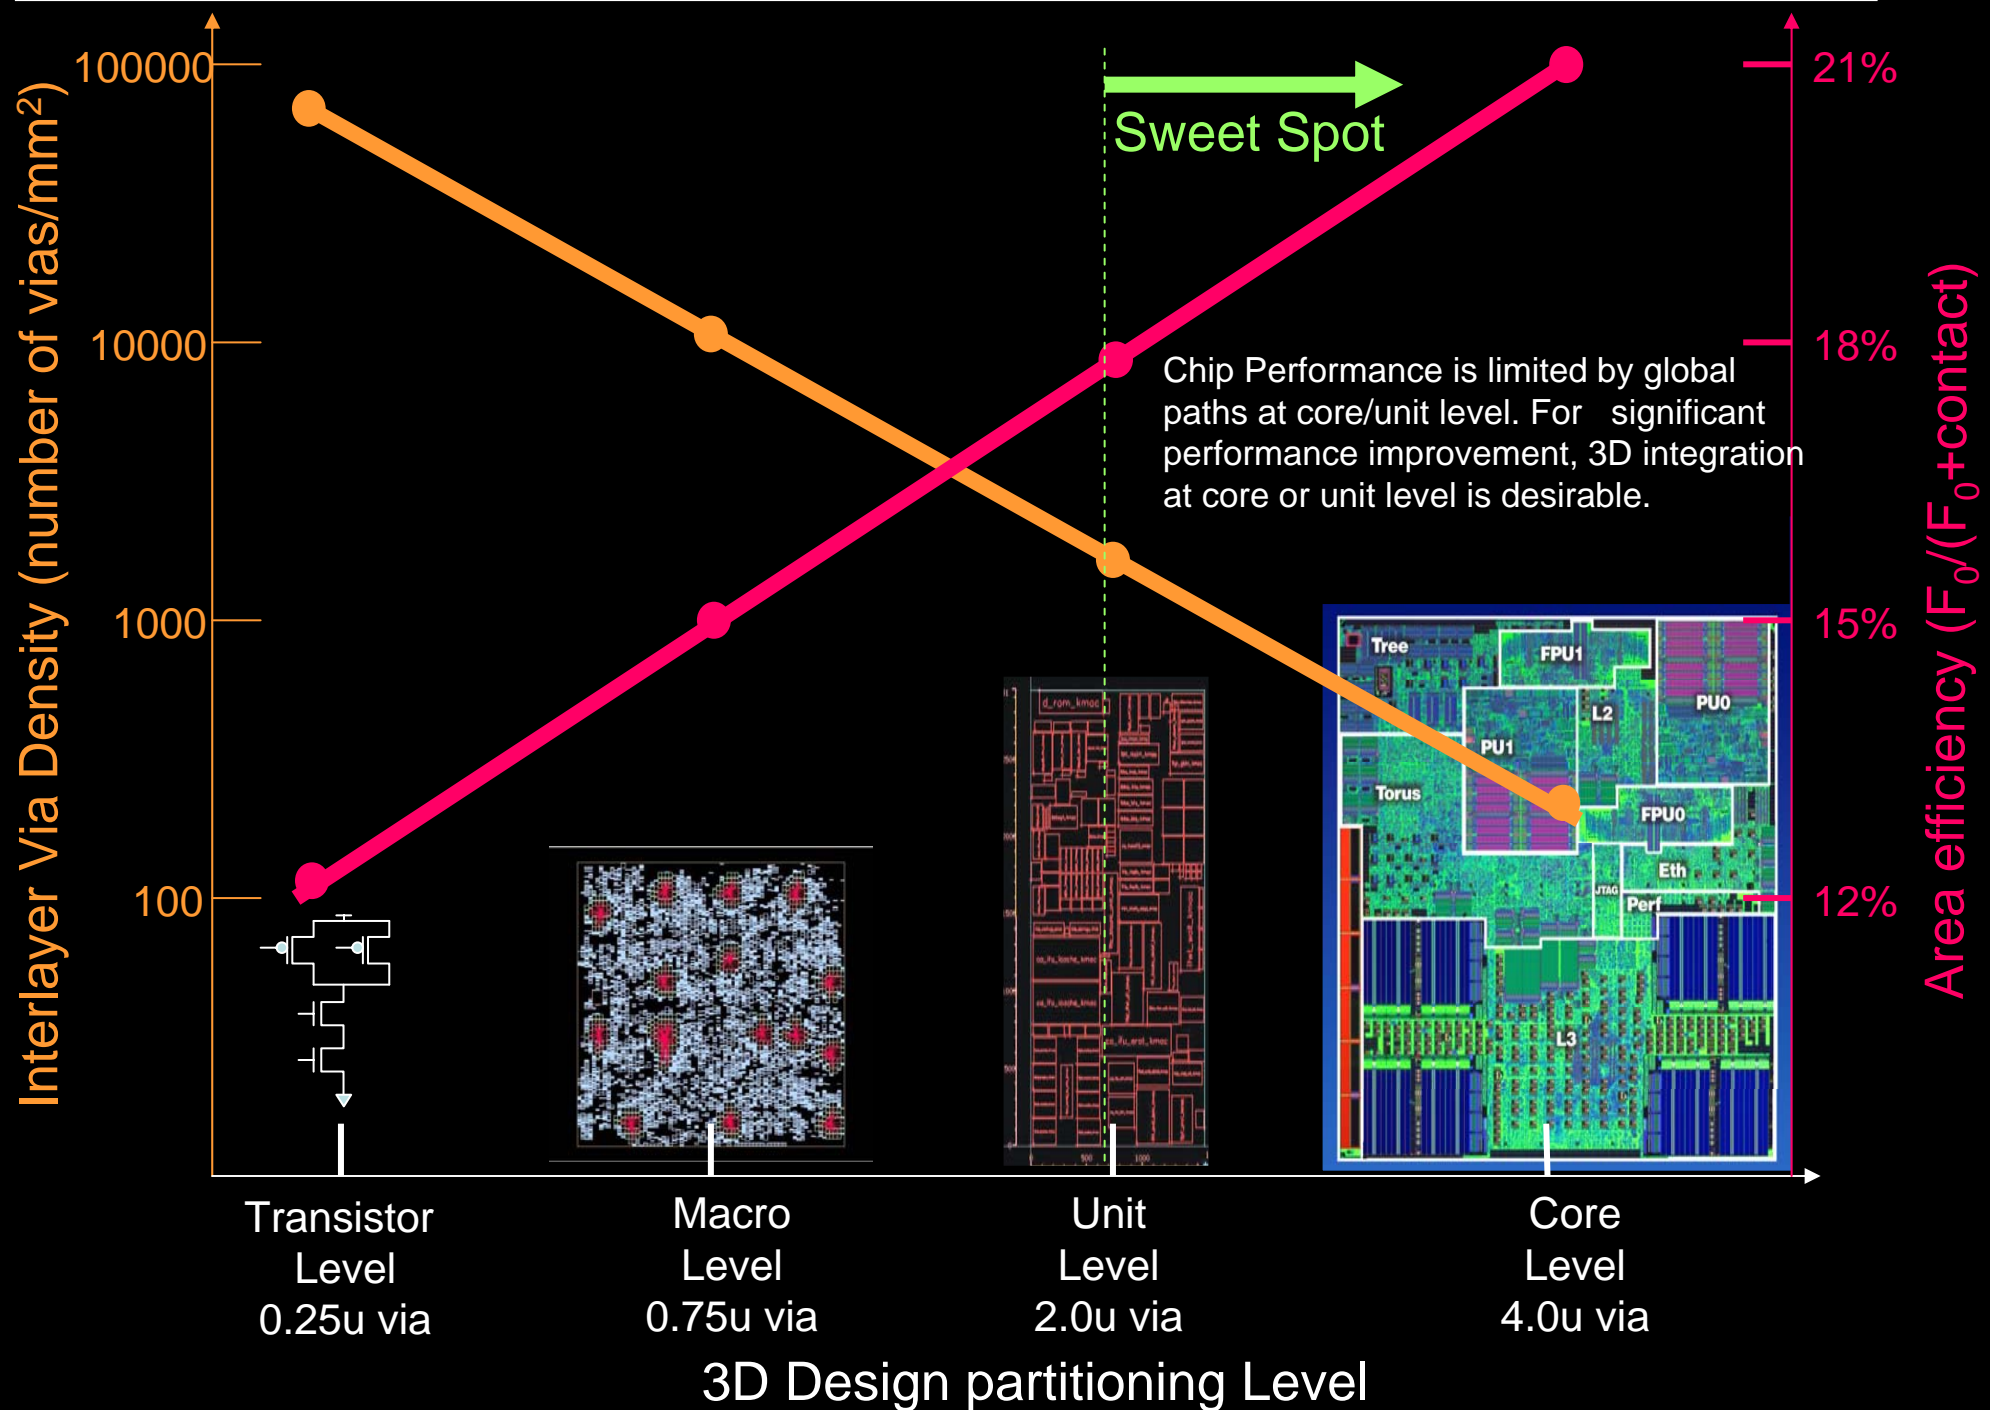 100000
10000
1000
100
Interlayer Via Density (number of vias/mm2)
Sweet Spot
21%
18%
15%
12%
Area efficiency (F0/(F0+contact)
Chip Performance is limited by global
paths at core/unit level. For significant
performance improvement, 3D integration
at core or unit level is desirable.
Tree
FPU1
PU0
L2
PU1
Torus
FPU0
Eth
JTAG
Perf
L3
d_rom_kmac
500
1000
Transistor
Level
0.25u via
Macro
Level
0.75u via
Unit
Level
2.0u via
Core
Level
4.0u via
3D Design partitioning Level